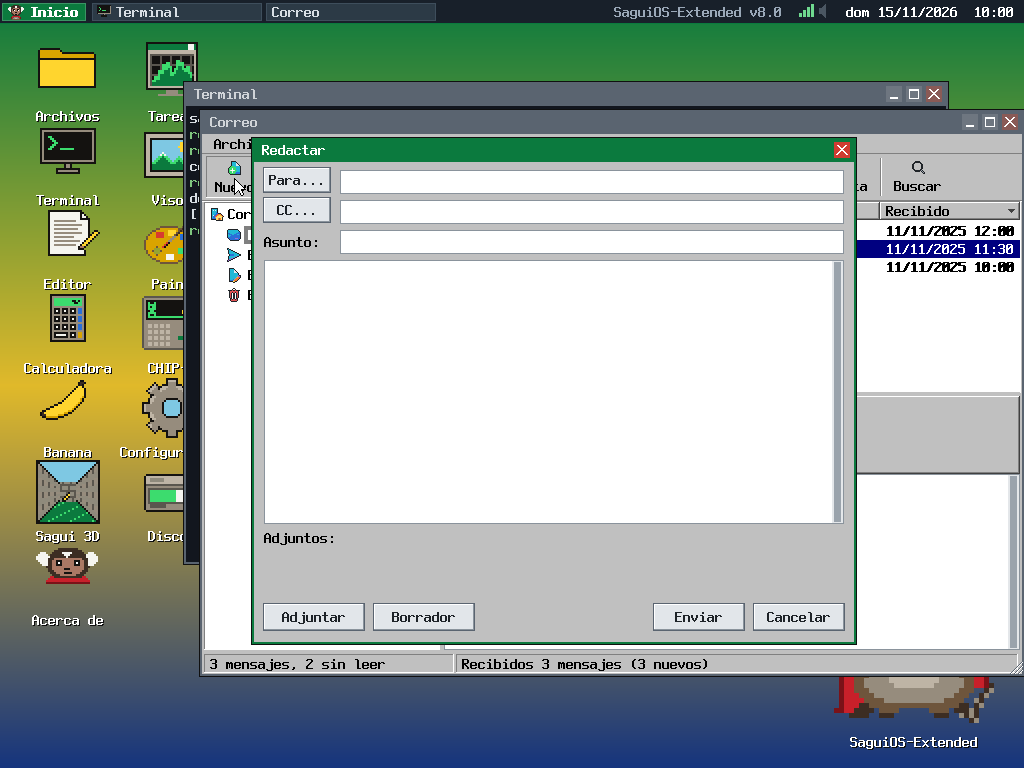 Inicio
Terminal
Correo
SaguiOS-Extended v8.0
dom 15/11/2026 10:00
Archivos
Terminal
Editor
Calculadora
Banana
Sagui 3D
Acerca de
Terminal
Correo
Redactar
Para...
CC...
Asunto:
Adjuntos:
Adjuntar
Borrador
Enviar
Cancelar
Buscar
Recibido
11/11/2025 12:00
11/11/2025 11:30
11/11/2025 10:00
3 mensajes, 2 sin leer
Recibidos 3 mensajes (3 nuevos)
SaguiOS-Extended